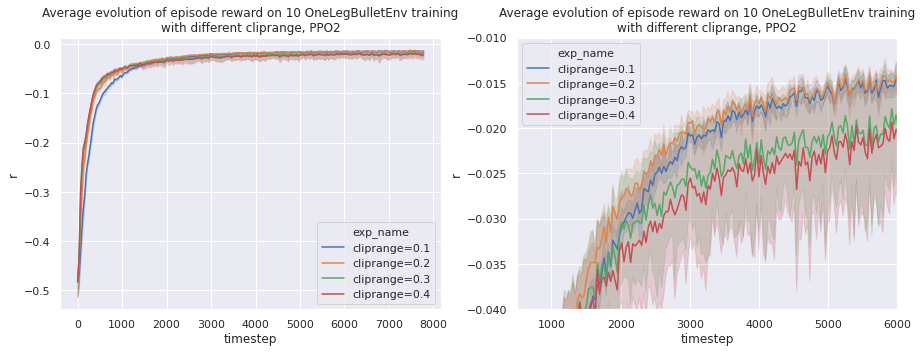 Average evolution of episode reward on 10 OneLegBulletEnv training
with different cliprange, PPO2
0.0
−0.1
−0.2
−0.3
−0.4
−0.5
r
0
1000
2000
3000
4000
5000
6000
7000
8000
timestep
exp_name
cliprange=0.1
cliprange=0.2
cliprange=0.3
cliprange=0.4
Average evolution of episode reward on 10 OneLegBulletEnv training
with different cliprange, PPO2
−0.010
−0.015
−0.020
−0.025
−0.030
−0.035
−0.040
r
1000
2000
3000
4000
5000
6000
timestep
exp_name
cliprange=0.1
cliprange=0.2
cliprange=0.3
cliprange=0.4